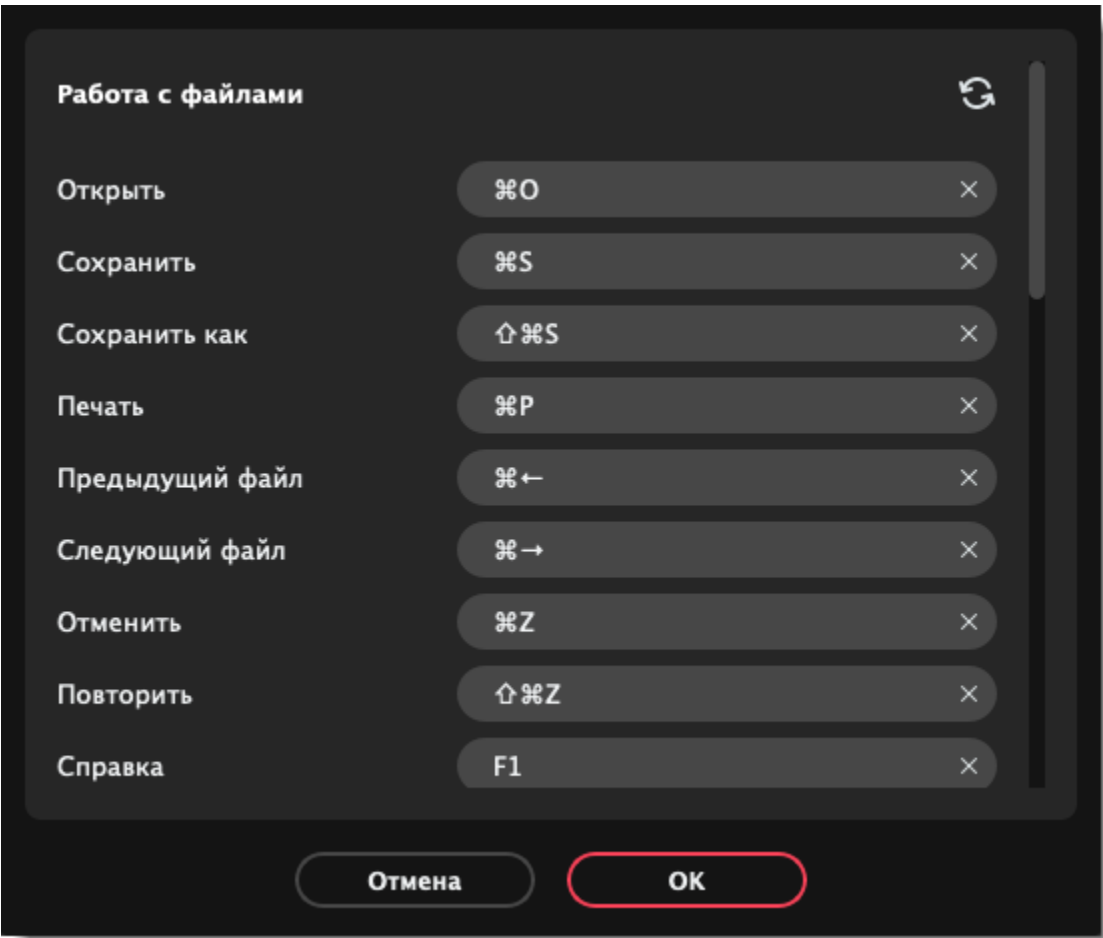 Работа с файлами
Открыть ⌘O
Сохранить ⌘S
Сохранить как ⇧⌘S
Печать ⌘P
Предыдущий файл ⌘←
Следующий файл ⌘→
Отменить ⌘Z
Повторить ⇧⌘Z
Справка F1
Отмена OK